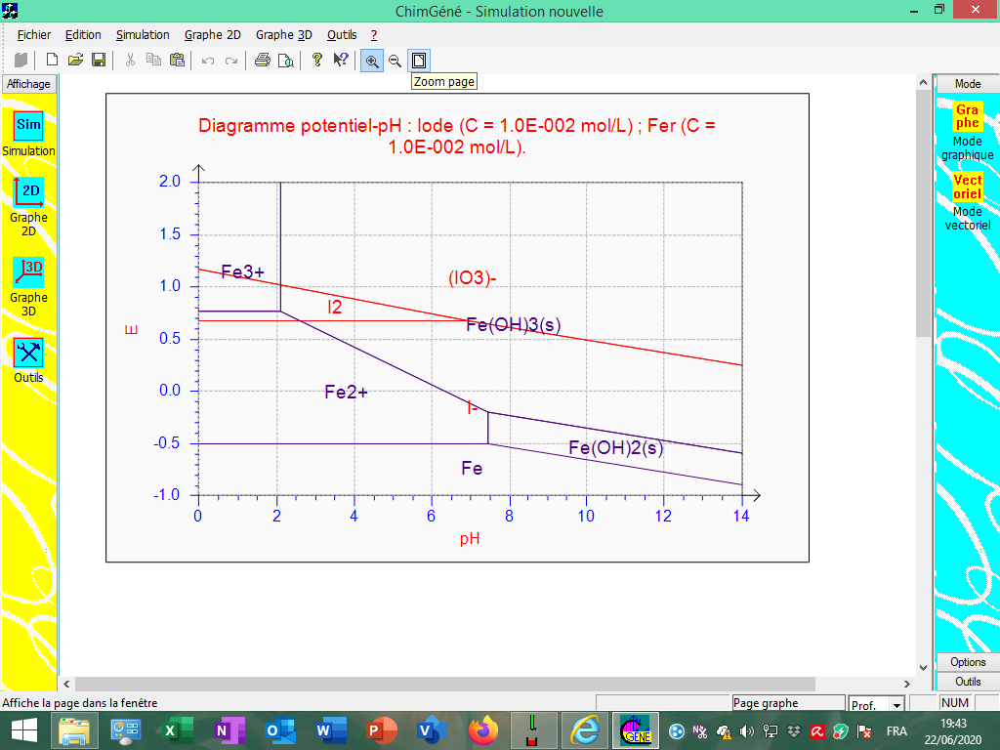 ChimGéné - Simulation nouvelle
Fichier Edition Simulation Graphe 2D Graphe 3D Outils ?
Zoom page
Affichage
Sim
Simulation
2D
Graphe
2D
3D
Graphe
3D
Outils
Diagramme potentiel-pH : Iode (C = 1.0E-002 mol/L) ; Fer (C =
1.0E-002 mol/L).
2.0
1.5
1.0
0.5
0.0
-0.5
-1.0
E
Fe3+
(IO3)-
I2
Fe(OH)3(s)
Fe2+
I-
Fe(OH)2(s)
Fe
0 2 4 6 8 10 12 14
pH
Mode
Gra
phe
Mode
graphique
Vect
oriel
Mode
vectoriel
Options
Outils
Affiche la page dans la fenêtre
Page graphe
Prof.
NUM
GENE
FRA
19:43
22/06/2020